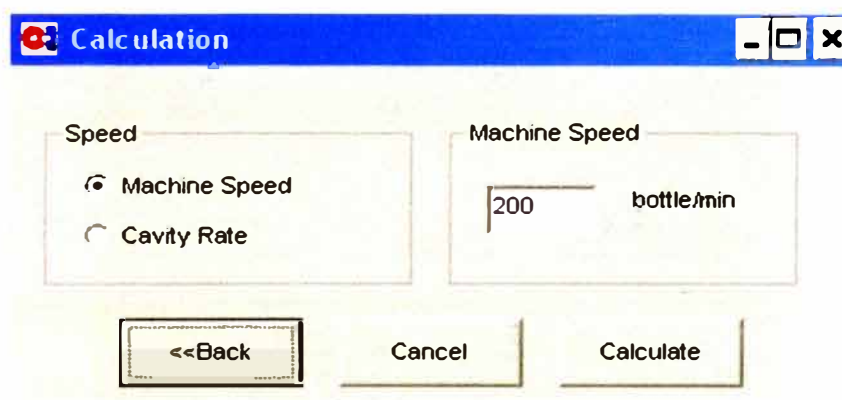 Calculation
Speed
Machine Speed
Cavity Rate
Machine Speed
200 bottle/min
<<Back Cancel Calculate